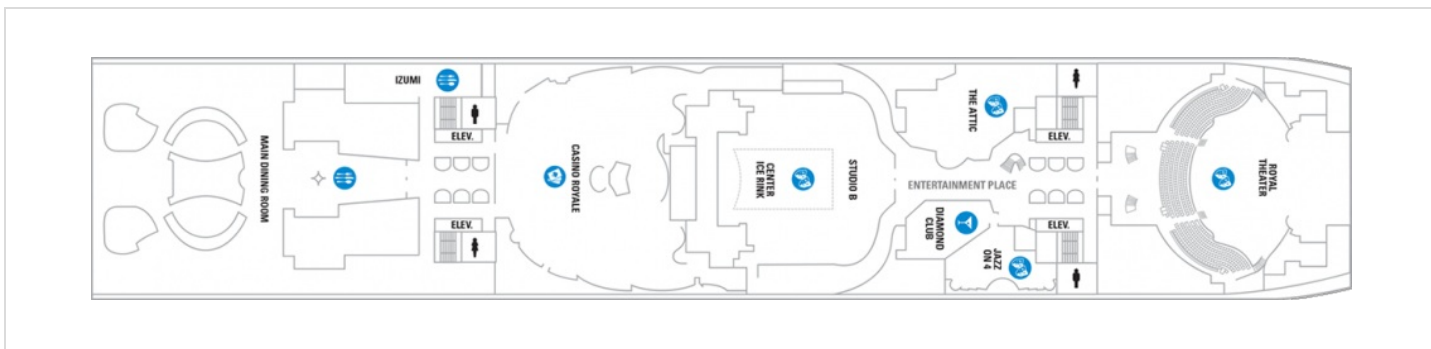 IZUMI
ELEV.
ELEV.
MAIN DINING ROOM
CASINO ROYALE
CENTER
ICE RINK
STUDIO B
THE ATTIC
ENTERTAINMENT PLACE
DIAMOND
CLUB
JAZZ
ON 4
ELEV.
ELEV.
ROYAL
THEATER